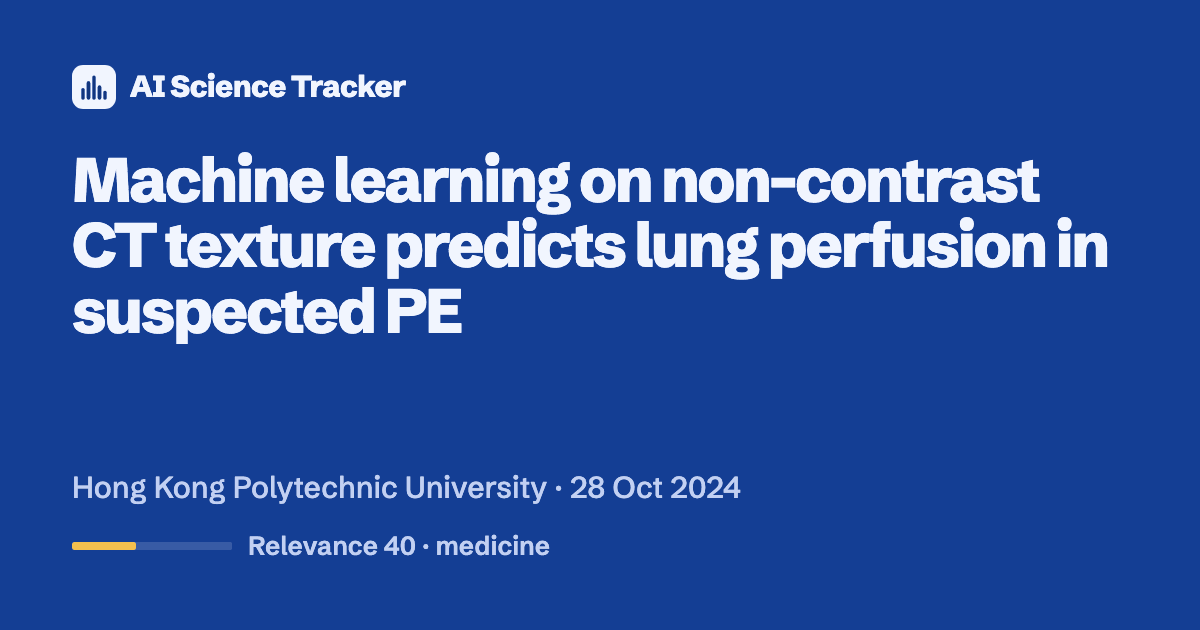 AI Science Tracker
Machine learning on non-contrast
CT texture predicts lung perfusion in
suspected PE
Hong Kong Polytechnic University · 28 Oct 2024
Relevance 40 · medicine